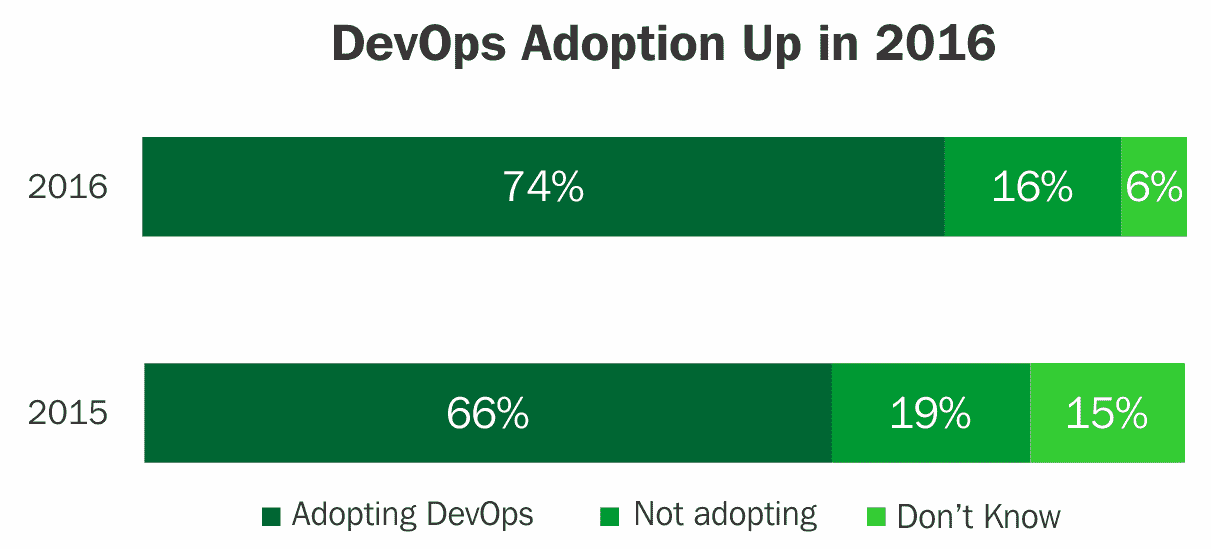 DevOps Adoption Up in 2016
2016 74% 16% 6%
2015 66% 19% 15%
Adopting DevOps Not adopting Don’t Know